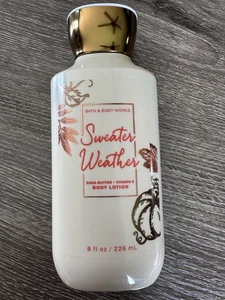 BATH & BODY WORKS
Sweater
Weather
SHEA BUTTER + VITAMIN E
BODY LOTION
8 fl oz / 236 mL